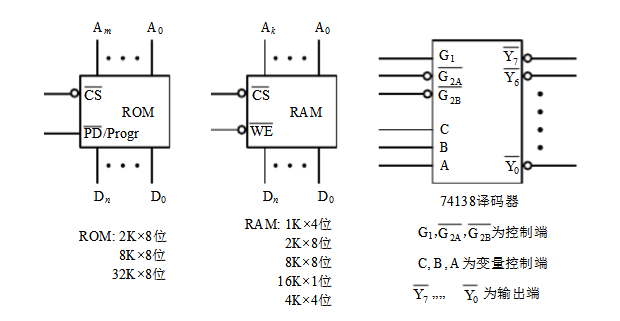 Am A0
CS
ROM
PD/Progr
Dn D0
ROM: 2K×8位
8K×8位
32K×8位
Ak A0
CS
RAM
WE
Dn D0
RAM: 1K×4位
2K×8位
8K×8位
16K×1位
4K×4位
G1 Y7
G2A Y6
G2B
C
B
A Y0
74138译码器
G1,G2A,G2B为控制端
C, B, A 为变量控制端
Y7 ,,,, Y0 为输出端